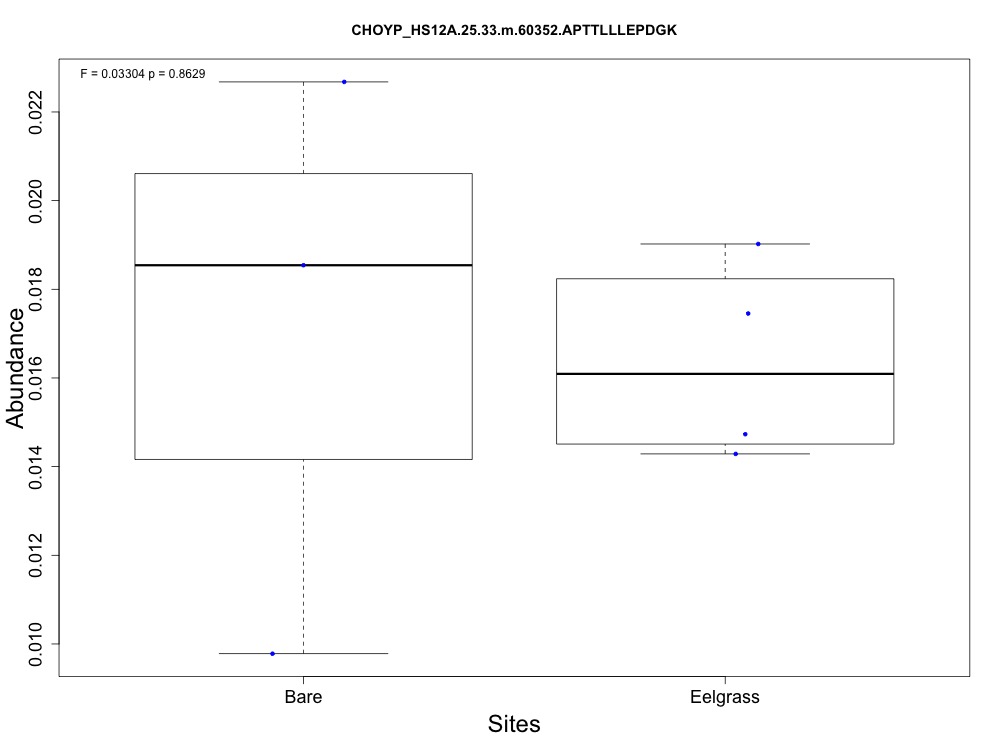 CHOYP_HS12A.25.33.m.60352.APTTLLLEPDGK
F = 0.03304 p = 0.8629
0.022
0.020
0.018
0.016
0.014
0.012
0.010
Abundance
Bare
Eelgrass
Sites